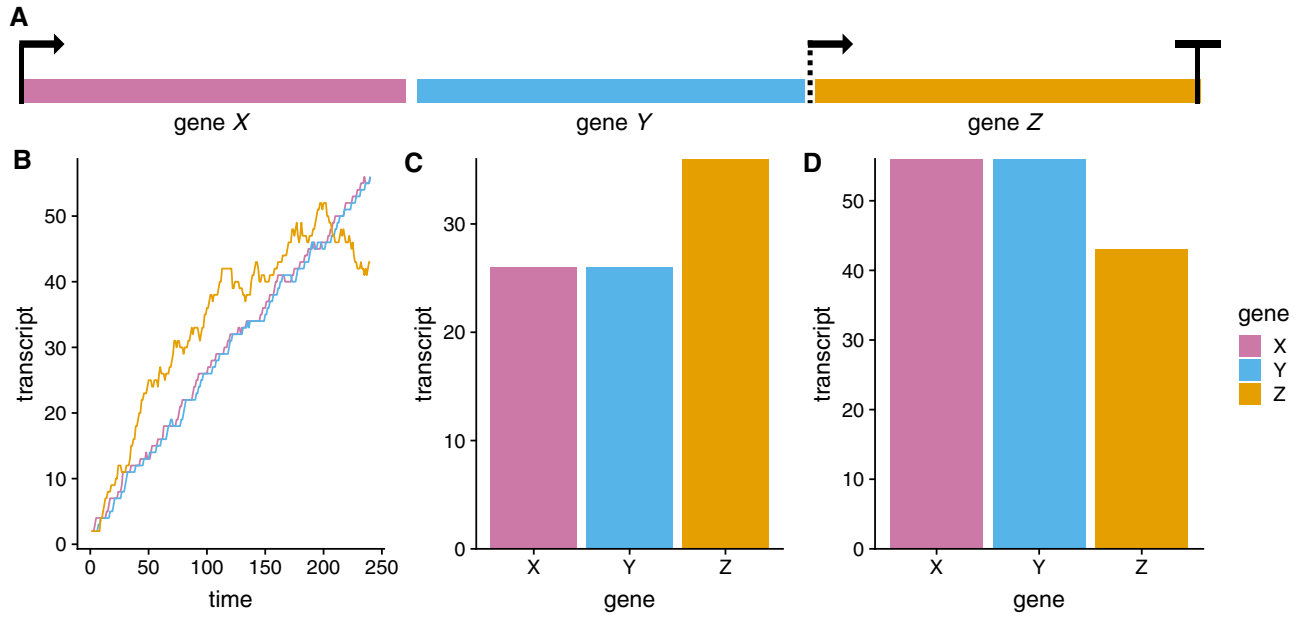 A
gene X
gene Y
gene Z
B
transcript
50
40
30
20
10
0
0 50 100 150 200 250
time
C
transcript
30
20
10
0
X Y Z
gene
D
transcript
50
40
30
20
10
0
X Y Z
gene
gene
X
Y
Z